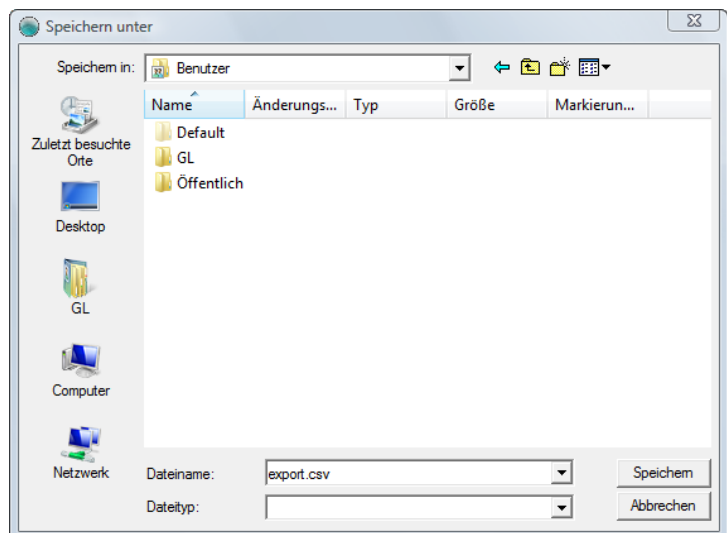 Speichern unter
Speichern in: Benutzer
Name Änderungs... Typ Größe Markierun...
Default
GL
Öffentlich
Zuletzt besuchte
Orte
Desktop
GL
Computer
Netzwerk
Dateiname: export.csv Speichern
Dateityp: Abbrechen